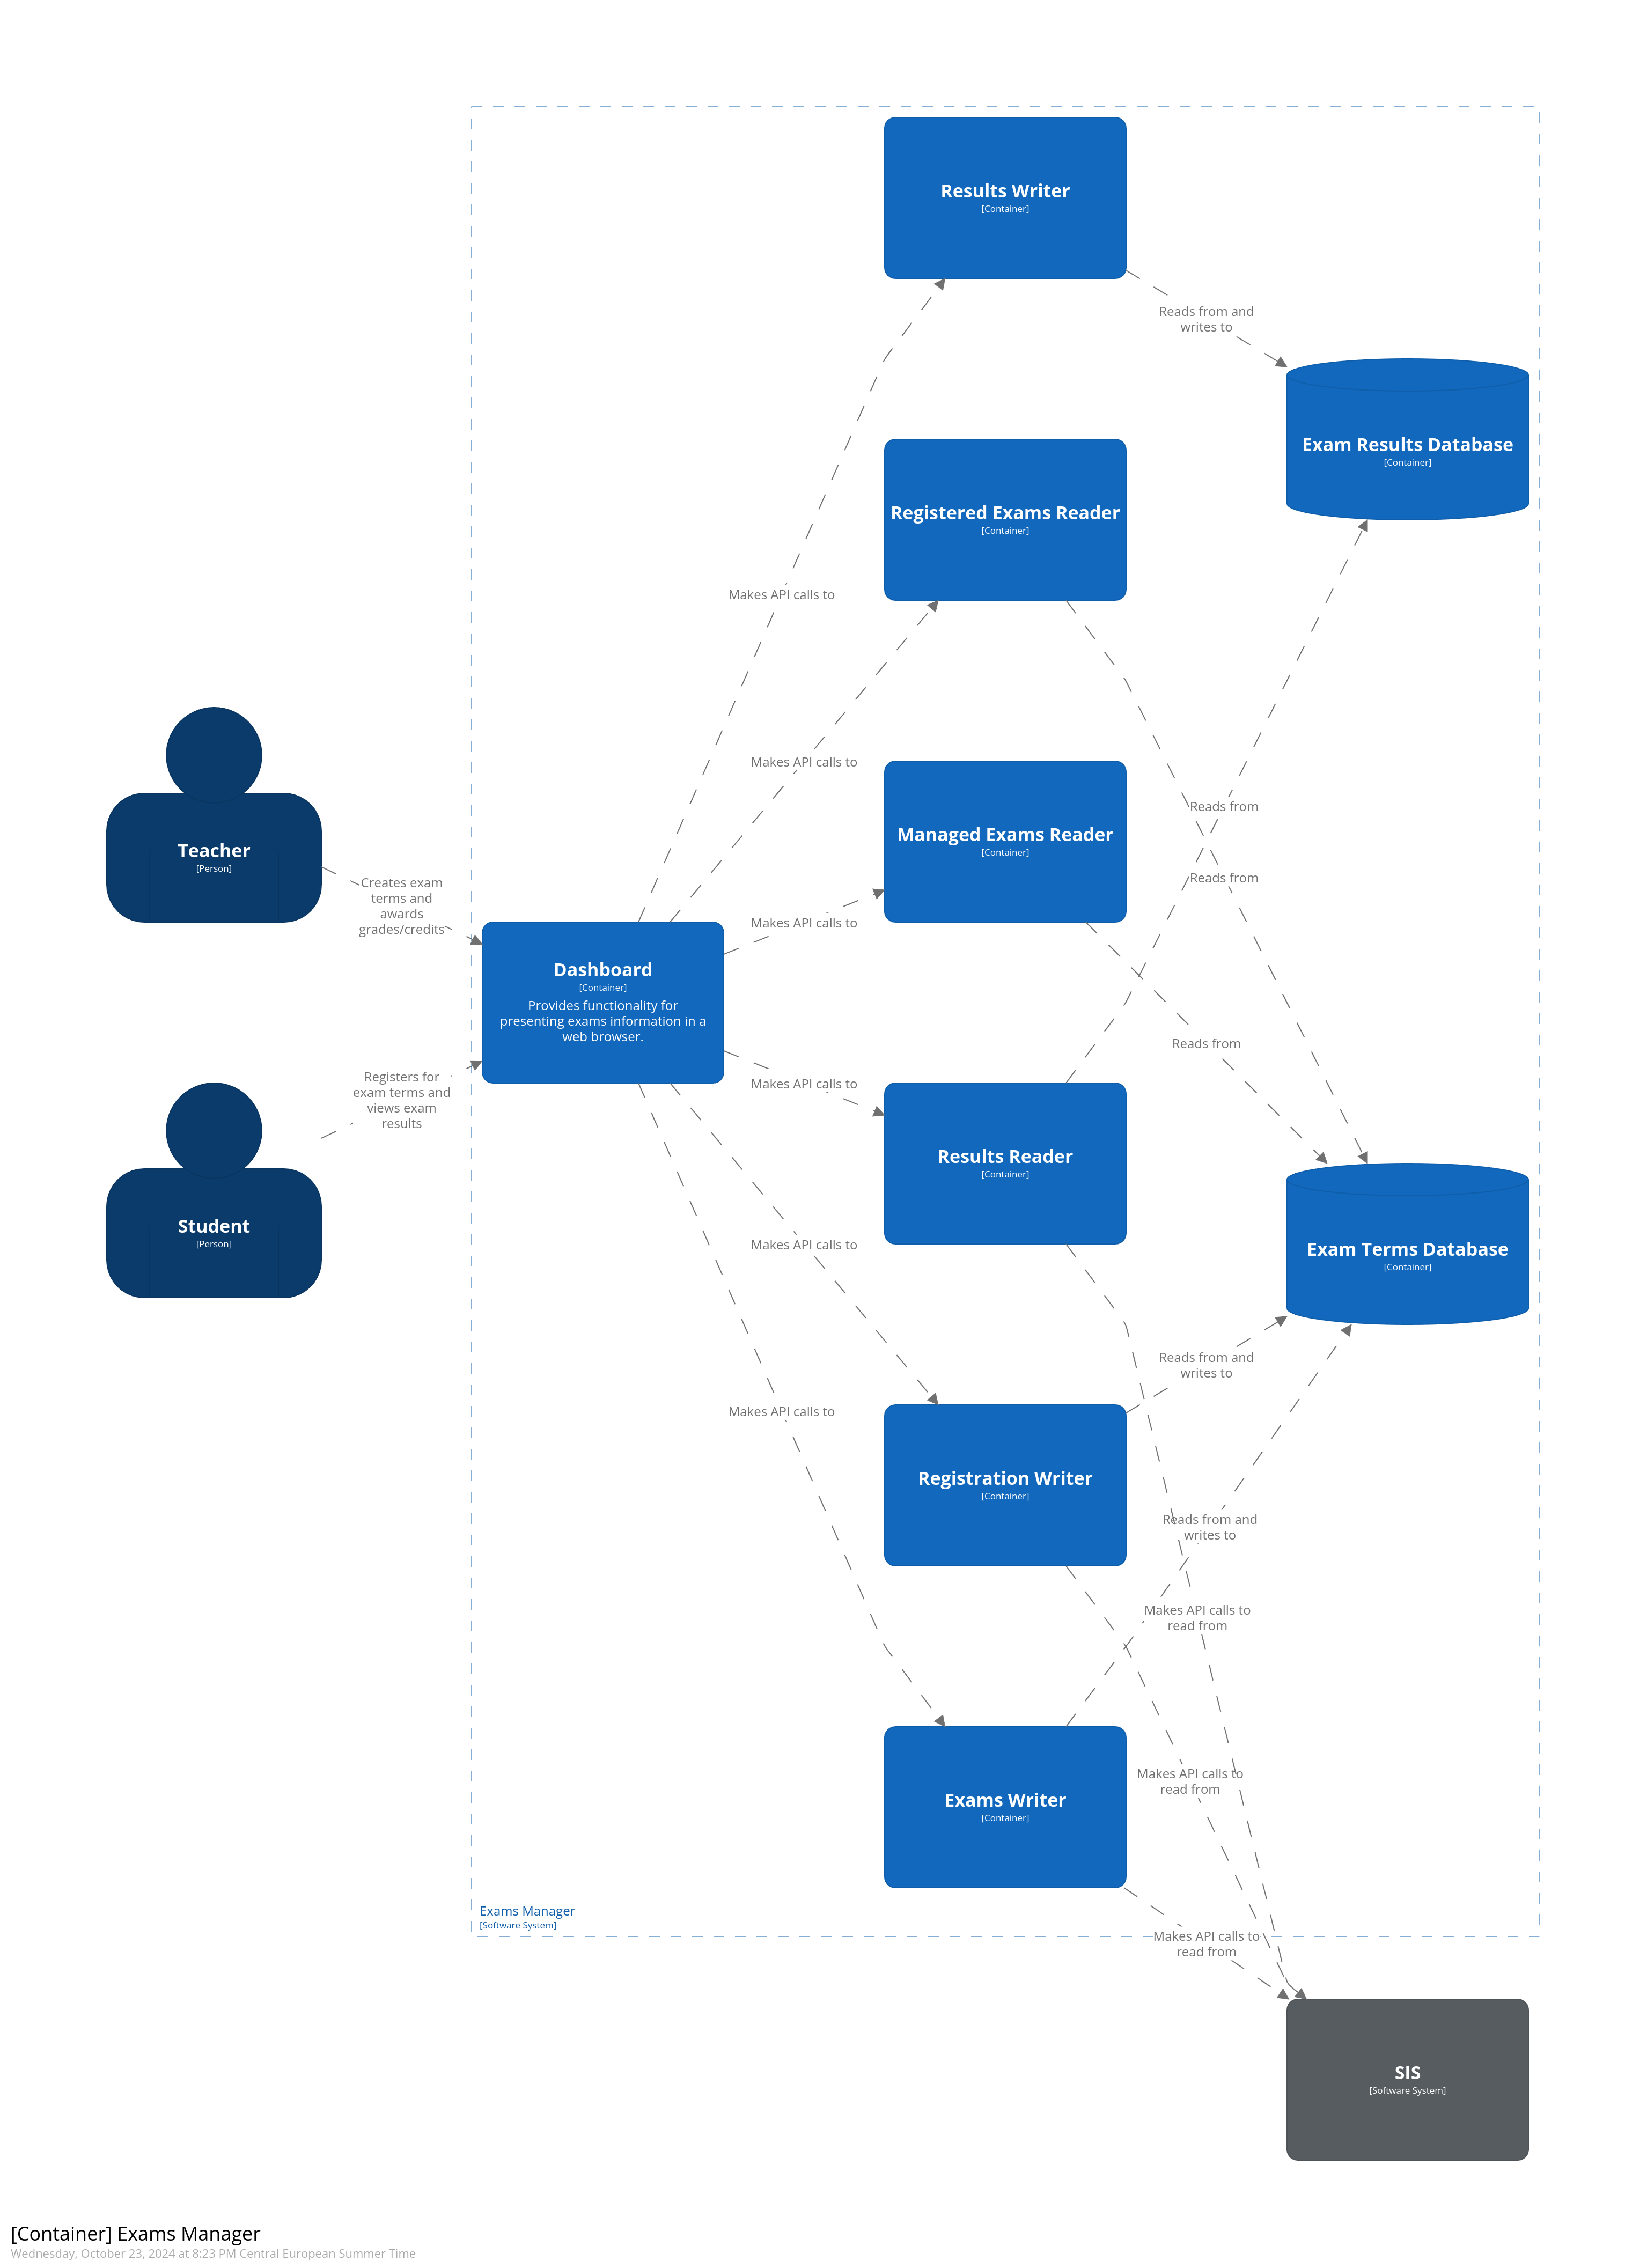 Results Writer
[Container]
Reads from and
writes to
Exam Results Database
[Container]
Registered Exams Reader
[Container]
Makes API calls to
Makes API calls to
Managed Exams Reader
[Container]
Reads from
Reads from
Teacher
[Person]
Creates exam
terms and
awards
grades/credits
Makes API calls to
Dashboard
[Container]
Provides functionality for
presenting exams information in a
web browser.
Reads from
Registers for
exam terms and
views exam
results
Makes API calls to
Results Reader
[Container]
Student
[Person]
Makes API calls to
Exam Terms Database
[Container]
Reads from and
writes to
Makes API calls to
Registration Writer
[Container]
Reads from and
writes to
Makes API calls to
read from
Makes API calls to
read from
Exams Writer
[Container]
Exams Manager
[Software System]
Makes API calls to
read from
SIS
[Software System]
[Container] Exams Manager
Wednesday, October 23, 2024 at 8:23 PM Central European Summer Time